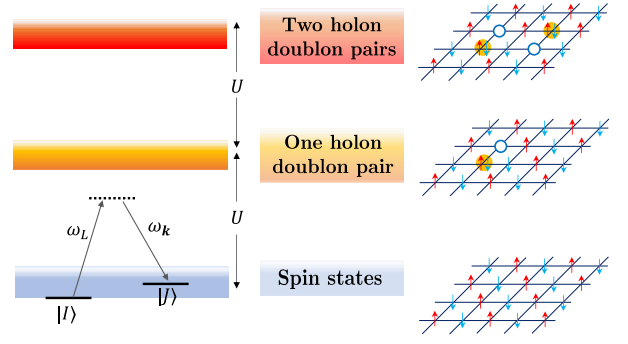 Two holon
doublon pairs
U
One holon
doublon pair
U
ω_L
ω_k
Spin states
|I⟩
|J⟩